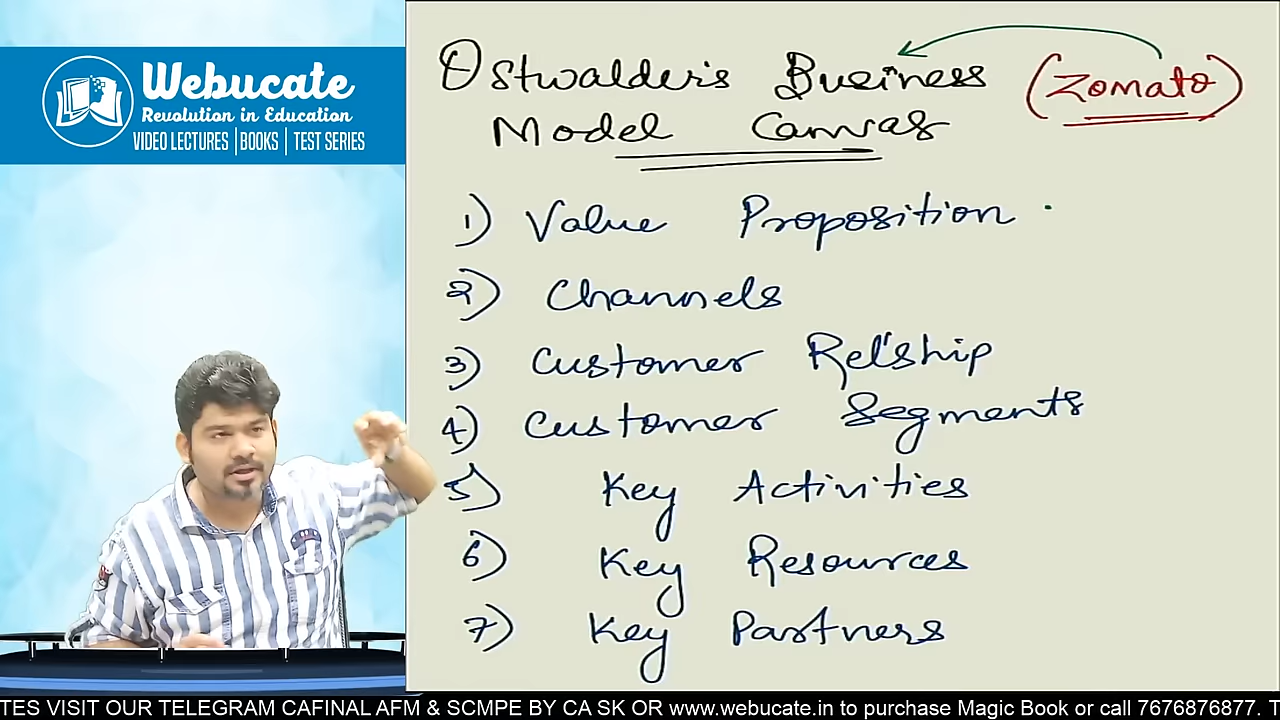 Webucate
Revolution in Education
VIDEO LECTURES | BOOKS | TEST SERIES
Ostwalder's Business (Zomato)
Model Canvas
1) Value Proposition
2) Channels
3) Customer Rel'ship
4) Customer Segments
5) Key Activities
6) Key Resources
7) Key Partners
TES VISIT OUR TELEGRAM CAFINAL AFM & SCMPE BY CA SK OR www.webucate.in to purchase Magic Book or call 7676876877. T